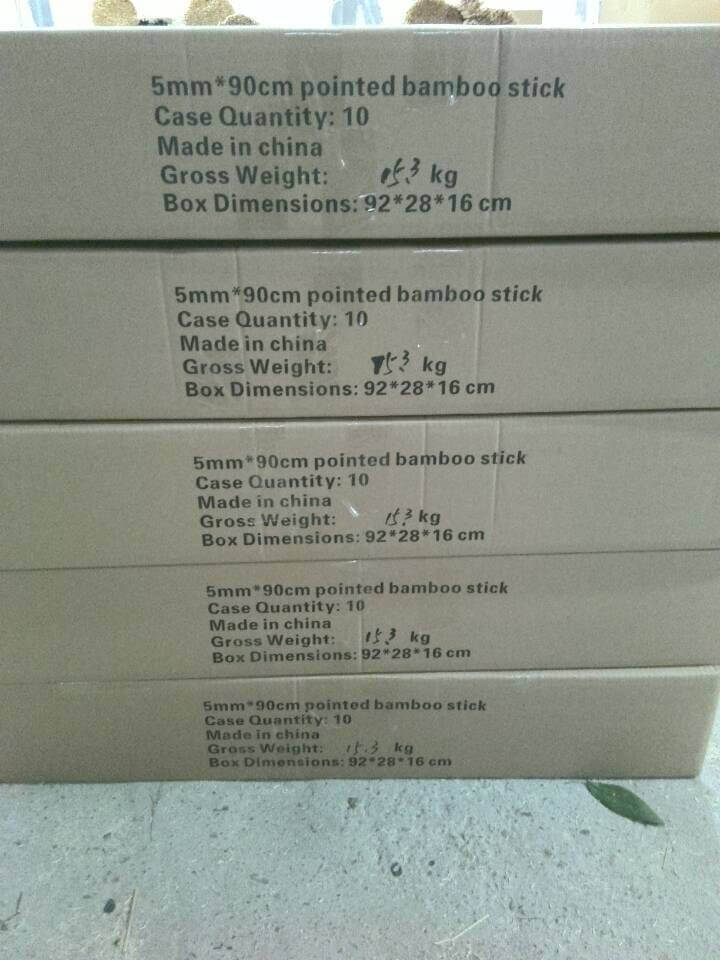 5mm*90cm pointed bamboo stick
Case Quantity: 10
Made in china
Gross Weight: 15.3 kg
Box Dimensions: 92*28*16 cm
5mm*90cm pointed bamboo stick
Case Quantity: 10
Made in china
Gross Weight: 15.3 kg
Box Dimensions: 92*28*16 cm
5mm*90cm pointed bamboo stick
Case Quantity: 10
Made in china
Gross Weight: 15.3 kg
Box Dimensions: 92*28*16 cm
5mm*90cm pointed bamboo stick
Case Quantity: 10
Made in china
Gross Weight: 15.3 kg
Box Dimensions: 92*28*16 cm
5mm*90cm pointed bamboo stick
Case Quantity: 10
Made in china
Gross Weight: 15.3 kg
Box Dimensions: 92*28*16 cm